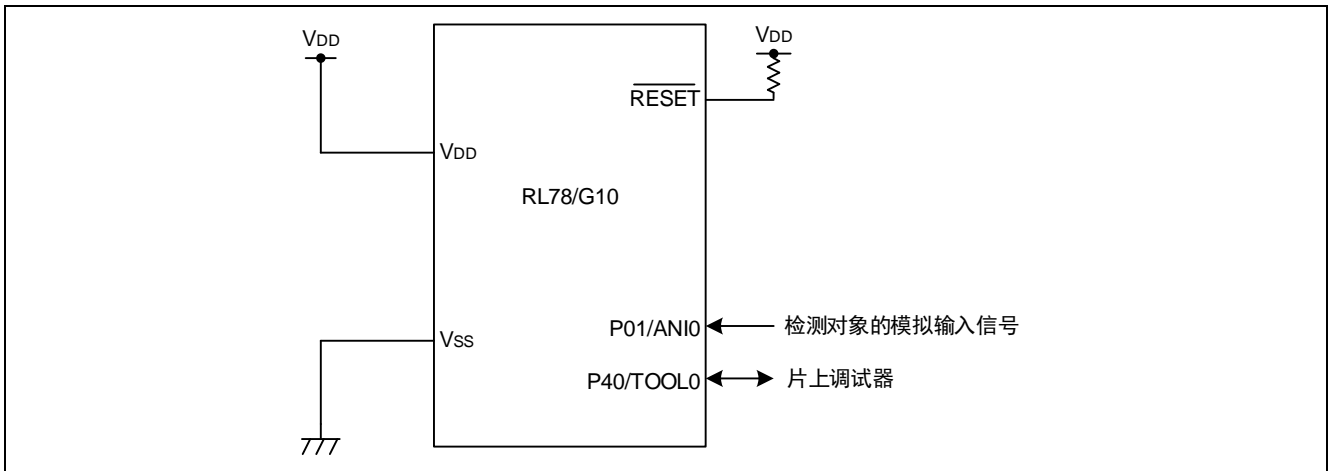 VDD
VDD
RESET
VDD
RL78/G10
P01/ANI0 检测对象的模拟输入信号
VSS
P40/TOOL0 片上调试器